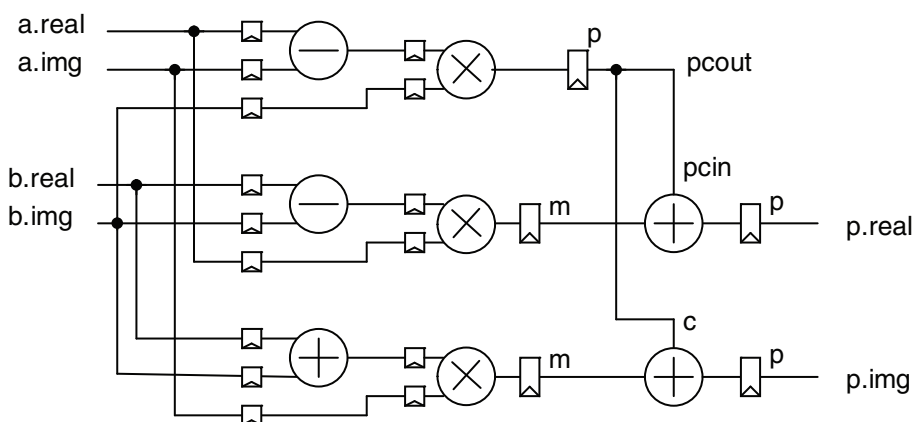 a.real
a.img
p
pcout
b.real
b.img
pcin
m
p
p.real
c
m
p
p.img